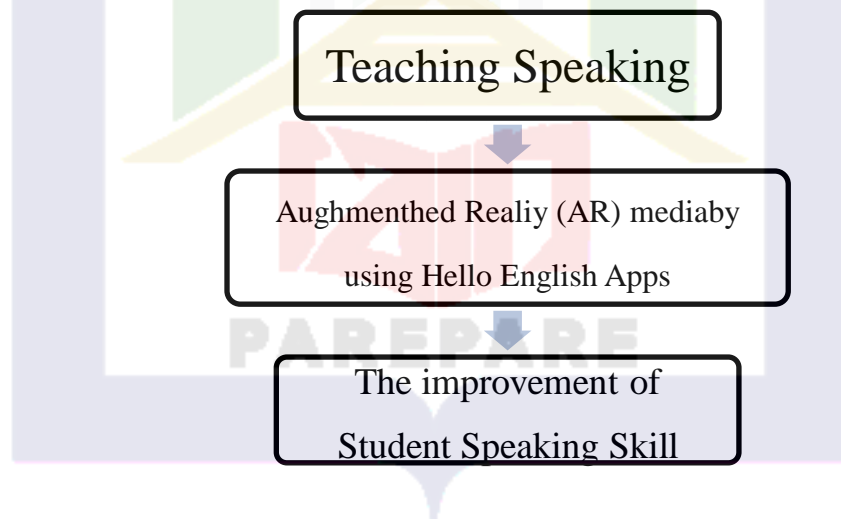 Teaching Speaking
Aughmenthed Realiy (AR) mediaby
using Hello English Apps
PAREPARE
The improvement of
Student Speaking Skill